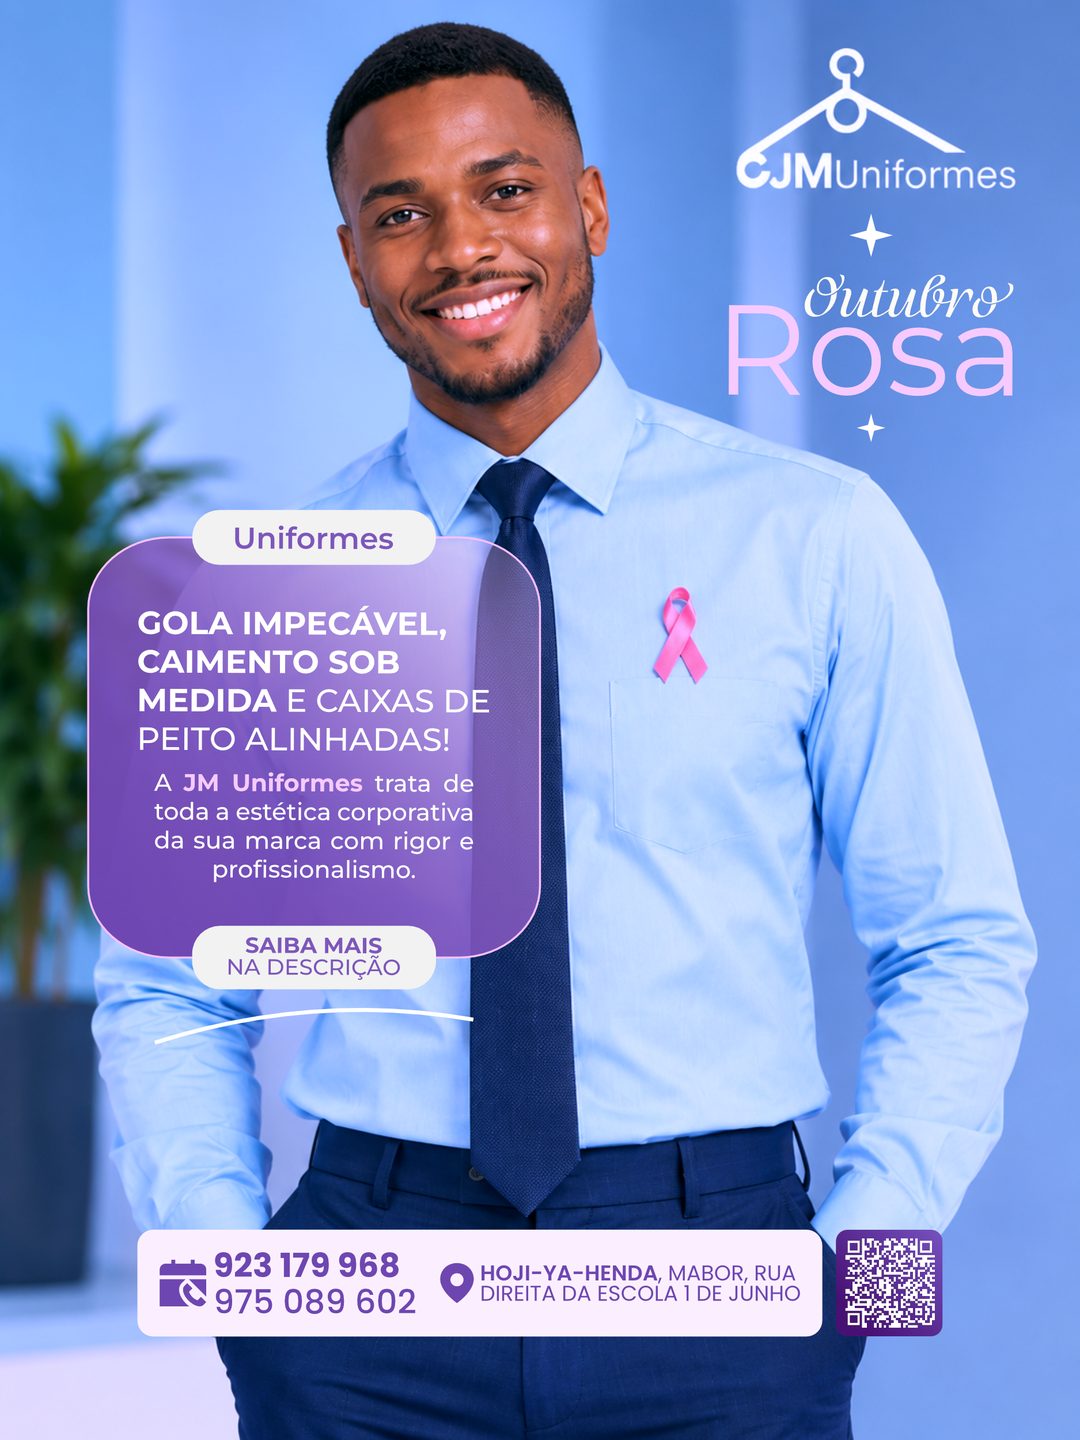 CJMUniformes
Outubro
Rosa
Uniformes
GOLA IMPECÁVEL,
CAIMENTO SOB
MEDIDA E CAIXAS DE
PEITO ALINHADAS!
A JM Uniformes trata de
toda a estética corporativa
da sua marca com rigor e
profissionalismo.
SAIBA MAIS
NA DESCRIÇÃO
923 179 968
975 089 602
HOJI-YA-HENDA, MABOR, RUA
DIREITA DA ESCOLA 1 DE JUNHO